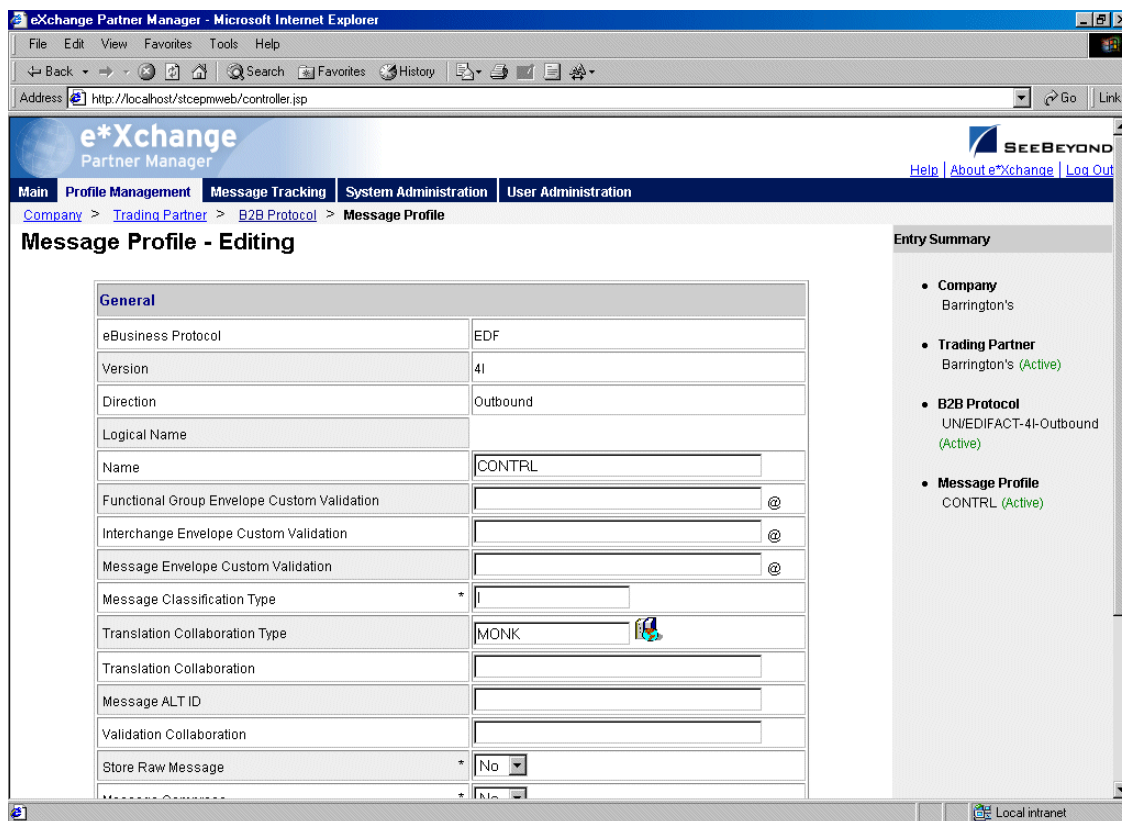 eXchange Partner Manager - Microsoft Internet Explorer
File Edit View Favorites Tools Help
Back Search Favorites History
Address http://localhost/stcepmweb/controller.jsp Go Link
e*Xchange
Partner Manager
SEEBEYOND
Help | About e*Xchange | Log Out
Main Profile Management Message Tracking System Administration User Administration
Company > Trading Partner > B2B Protocol > Message Profile
Message Profile - Editing
General
eBusiness Protocol EDF
Version 4I
Direction Outbound
Logical Name
Name CONTRL
Functional Group Envelope Custom Validation @
Interchange Envelope Custom Validation @
Message Envelope Custom Validation @
Message Classification Type * I
Translation Collaboration Type MONK
Translation Collaboration
Message ALT ID
Validation Collaboration
Store Raw Message * No
Entry Summary
Company
Barrington's
Trading Partner
Barrington's (Active)
B2B Protocol
UN/EDIFACT-4I-Outbound
(Active)
Message Profile
CONTRL (Active)
Local intranet